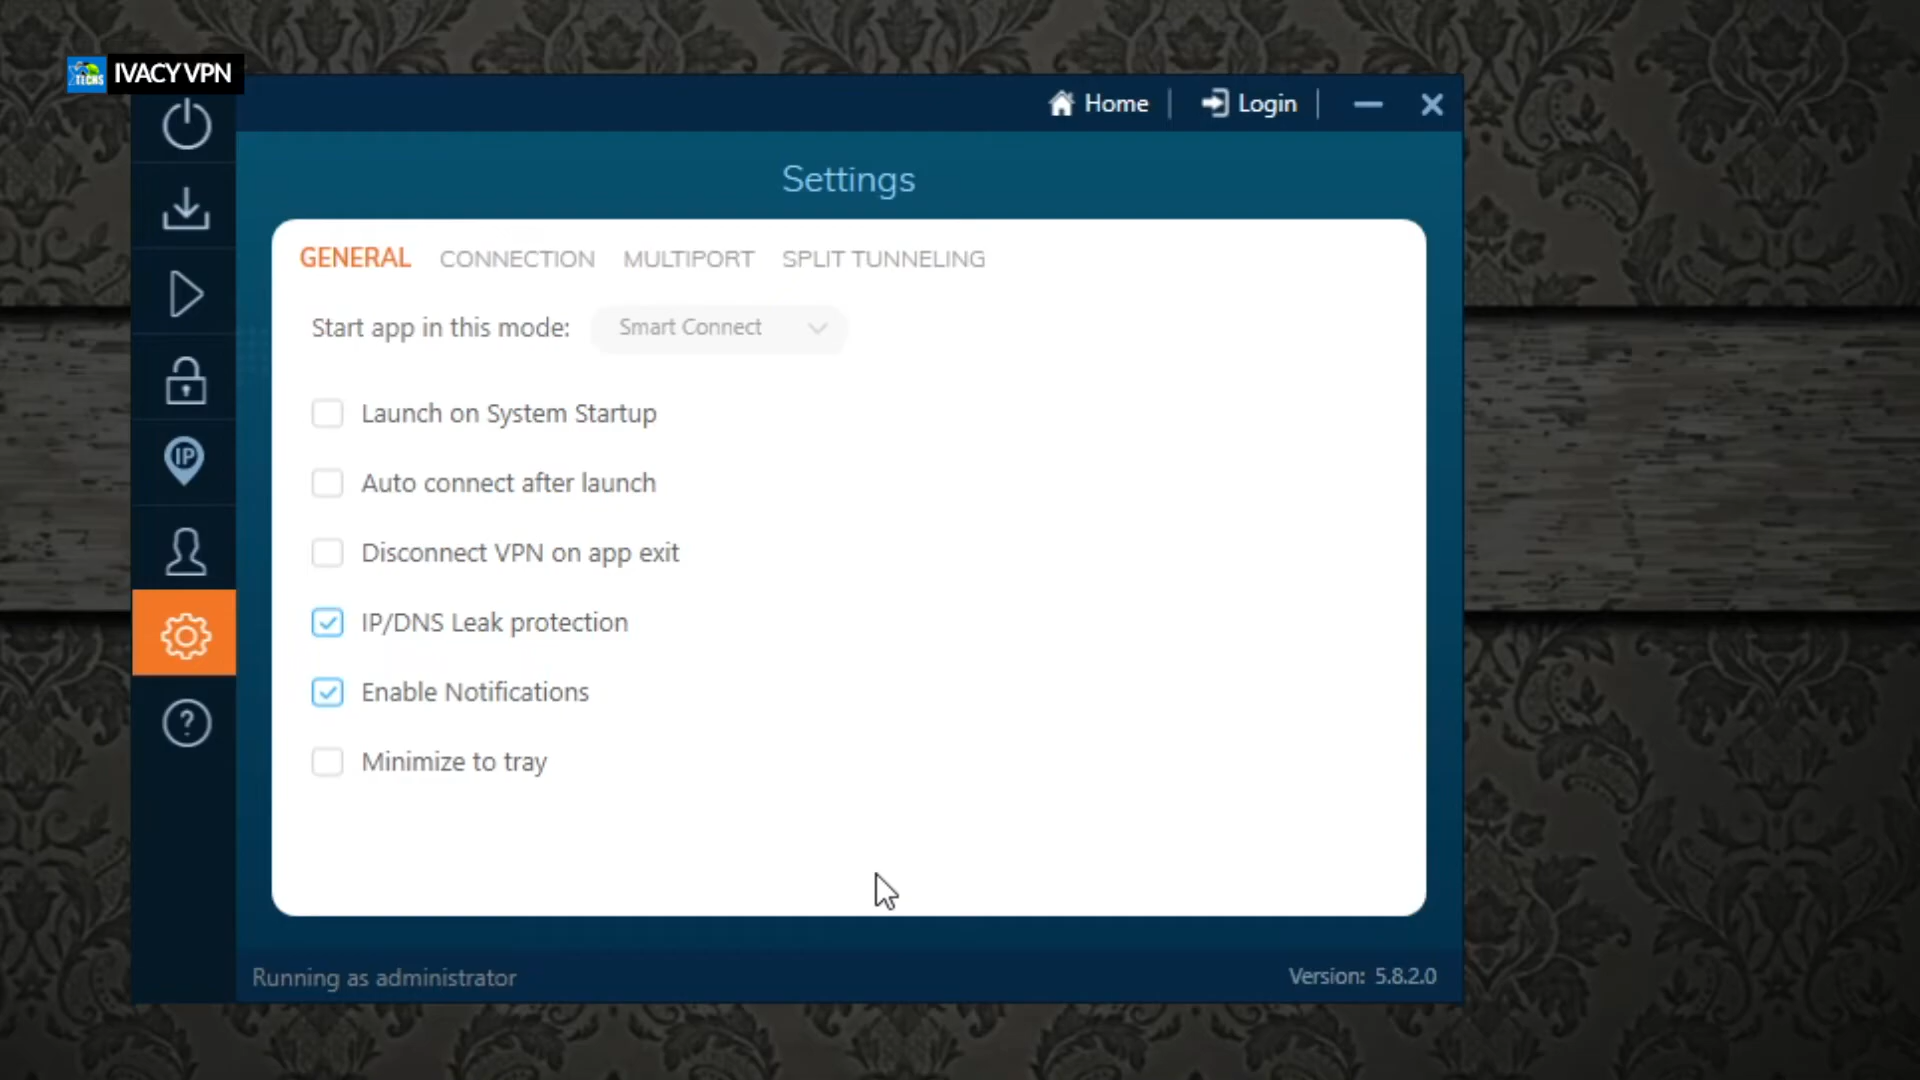 TECHS
IVACY VPN
Home
Login
Settings
GENERAL
CONNECTION
MULTIPORT
SPLIT TUNNELING
Start app in this mode:
Smart Connect
Launch on System Startup
Auto connect after launch
Disconnect VPN on app exit
IP
IP/DNS Leak protection
Enable Notifications
Minimize to tray
?
Running as administrator
Version: 5.8.2.0